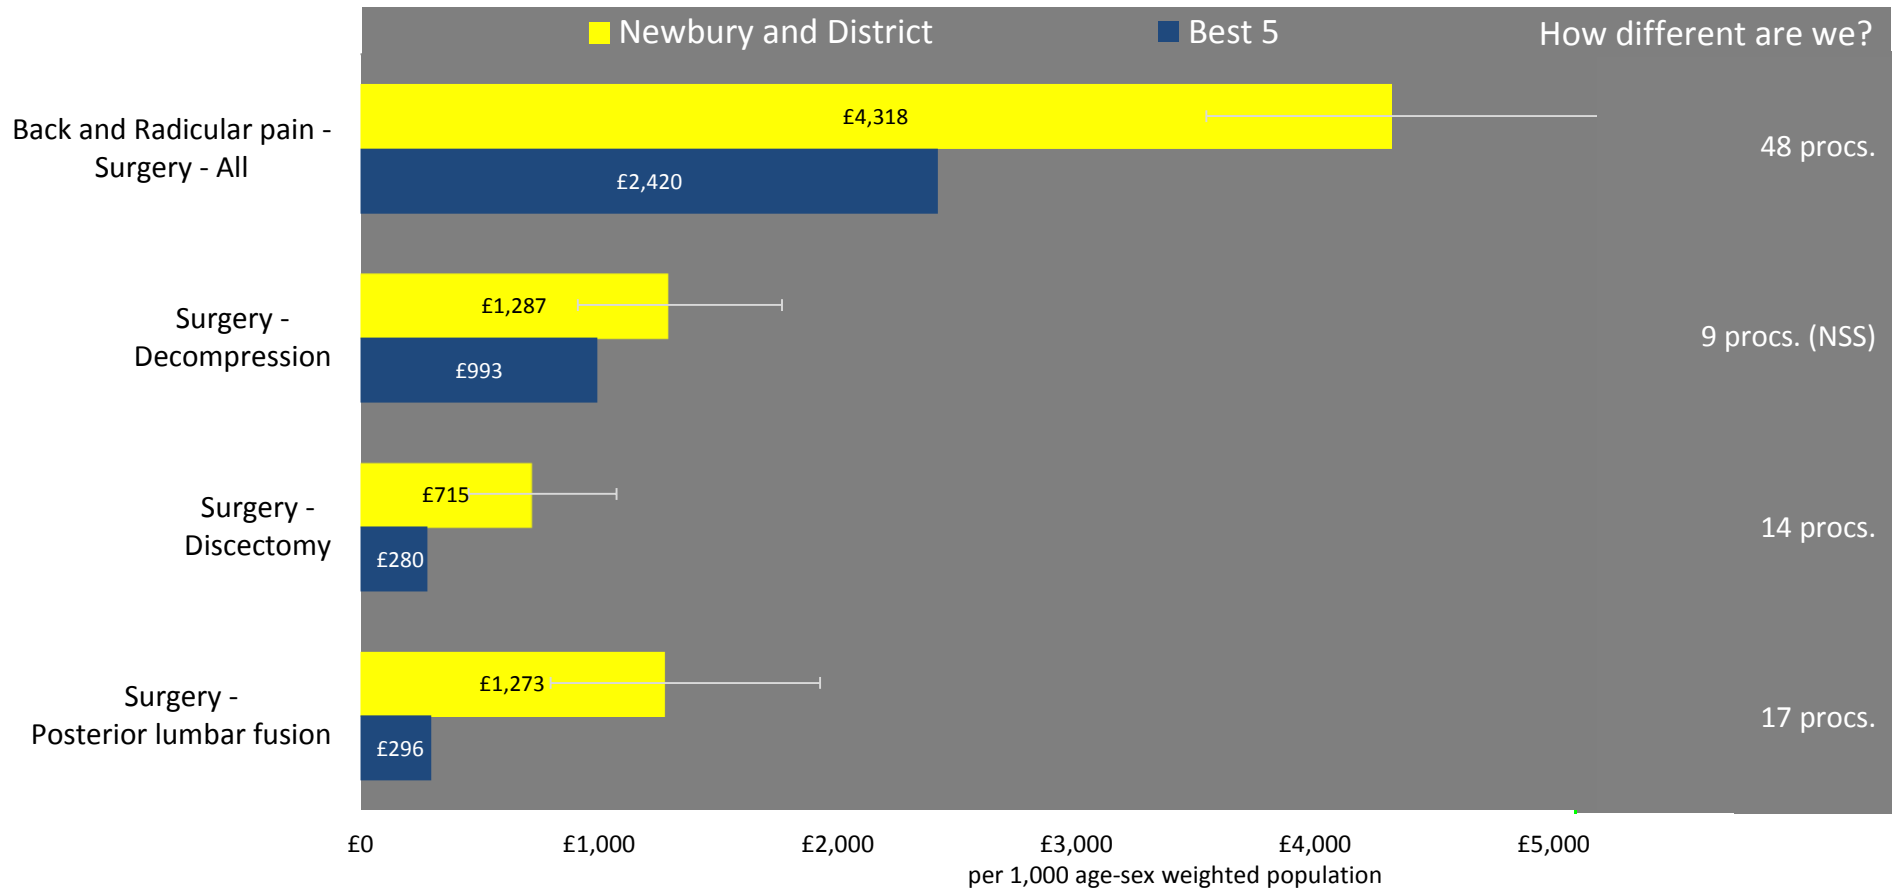 Newbury and District
Best 5
How different are we?
Back and Radicular pain -
Surgery - All
£4,318
£2,420
48 procs.
Surgery -
Decompression
£1,287
£993
9 procs. (NSS)
Surgery -
Discectomy
£715
£280
14 procs.
Surgery -
Posterior lumbar fusion
£1,273
£296
17 procs.
£0
£1,000
£2,000
£3,000
£4,000
£5,000
per 1,000 age-sex weighted population